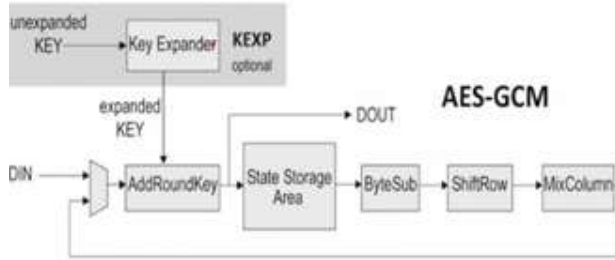 unexpanded
KEY
Key Expander
KEXP
optional
expanded
KEY
DOUT
AES-GCM
DIN
AddRoundKey
State Storage
Area
ByteSub
ShiftRow
MixColumn